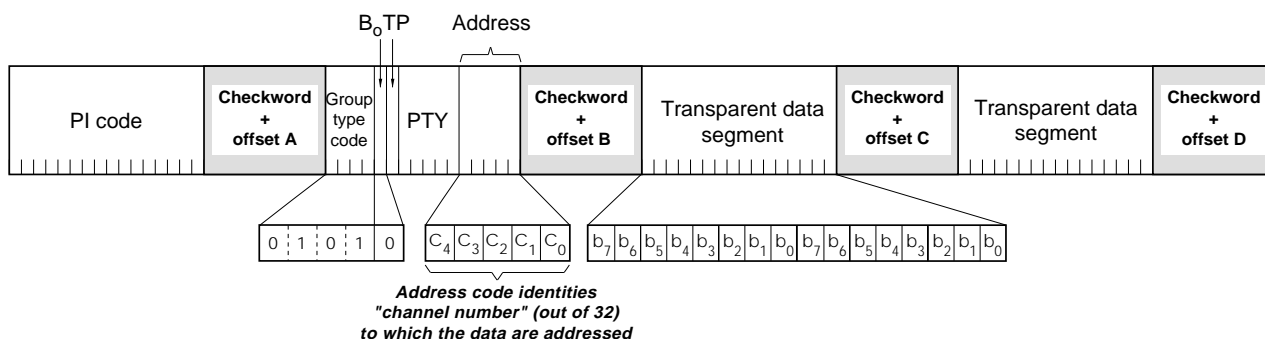 BoTP Address
PI code
Checkword
+
offset A
Group
type
code
PTY
Checkword
+
offset B
Transparent data
segment
Checkword
+
offset C
Transparent data
segment
Checkword
+
offset D
0 1 0 1 0
C4 C3 C2 C1 C0
b7 b6 b5 b4 b3 b2 b1 b0 b7 b6 b5 b4 b3 b2 b1 b0
Address code identities
"channel number" (out of 32)
to which the data are addressed